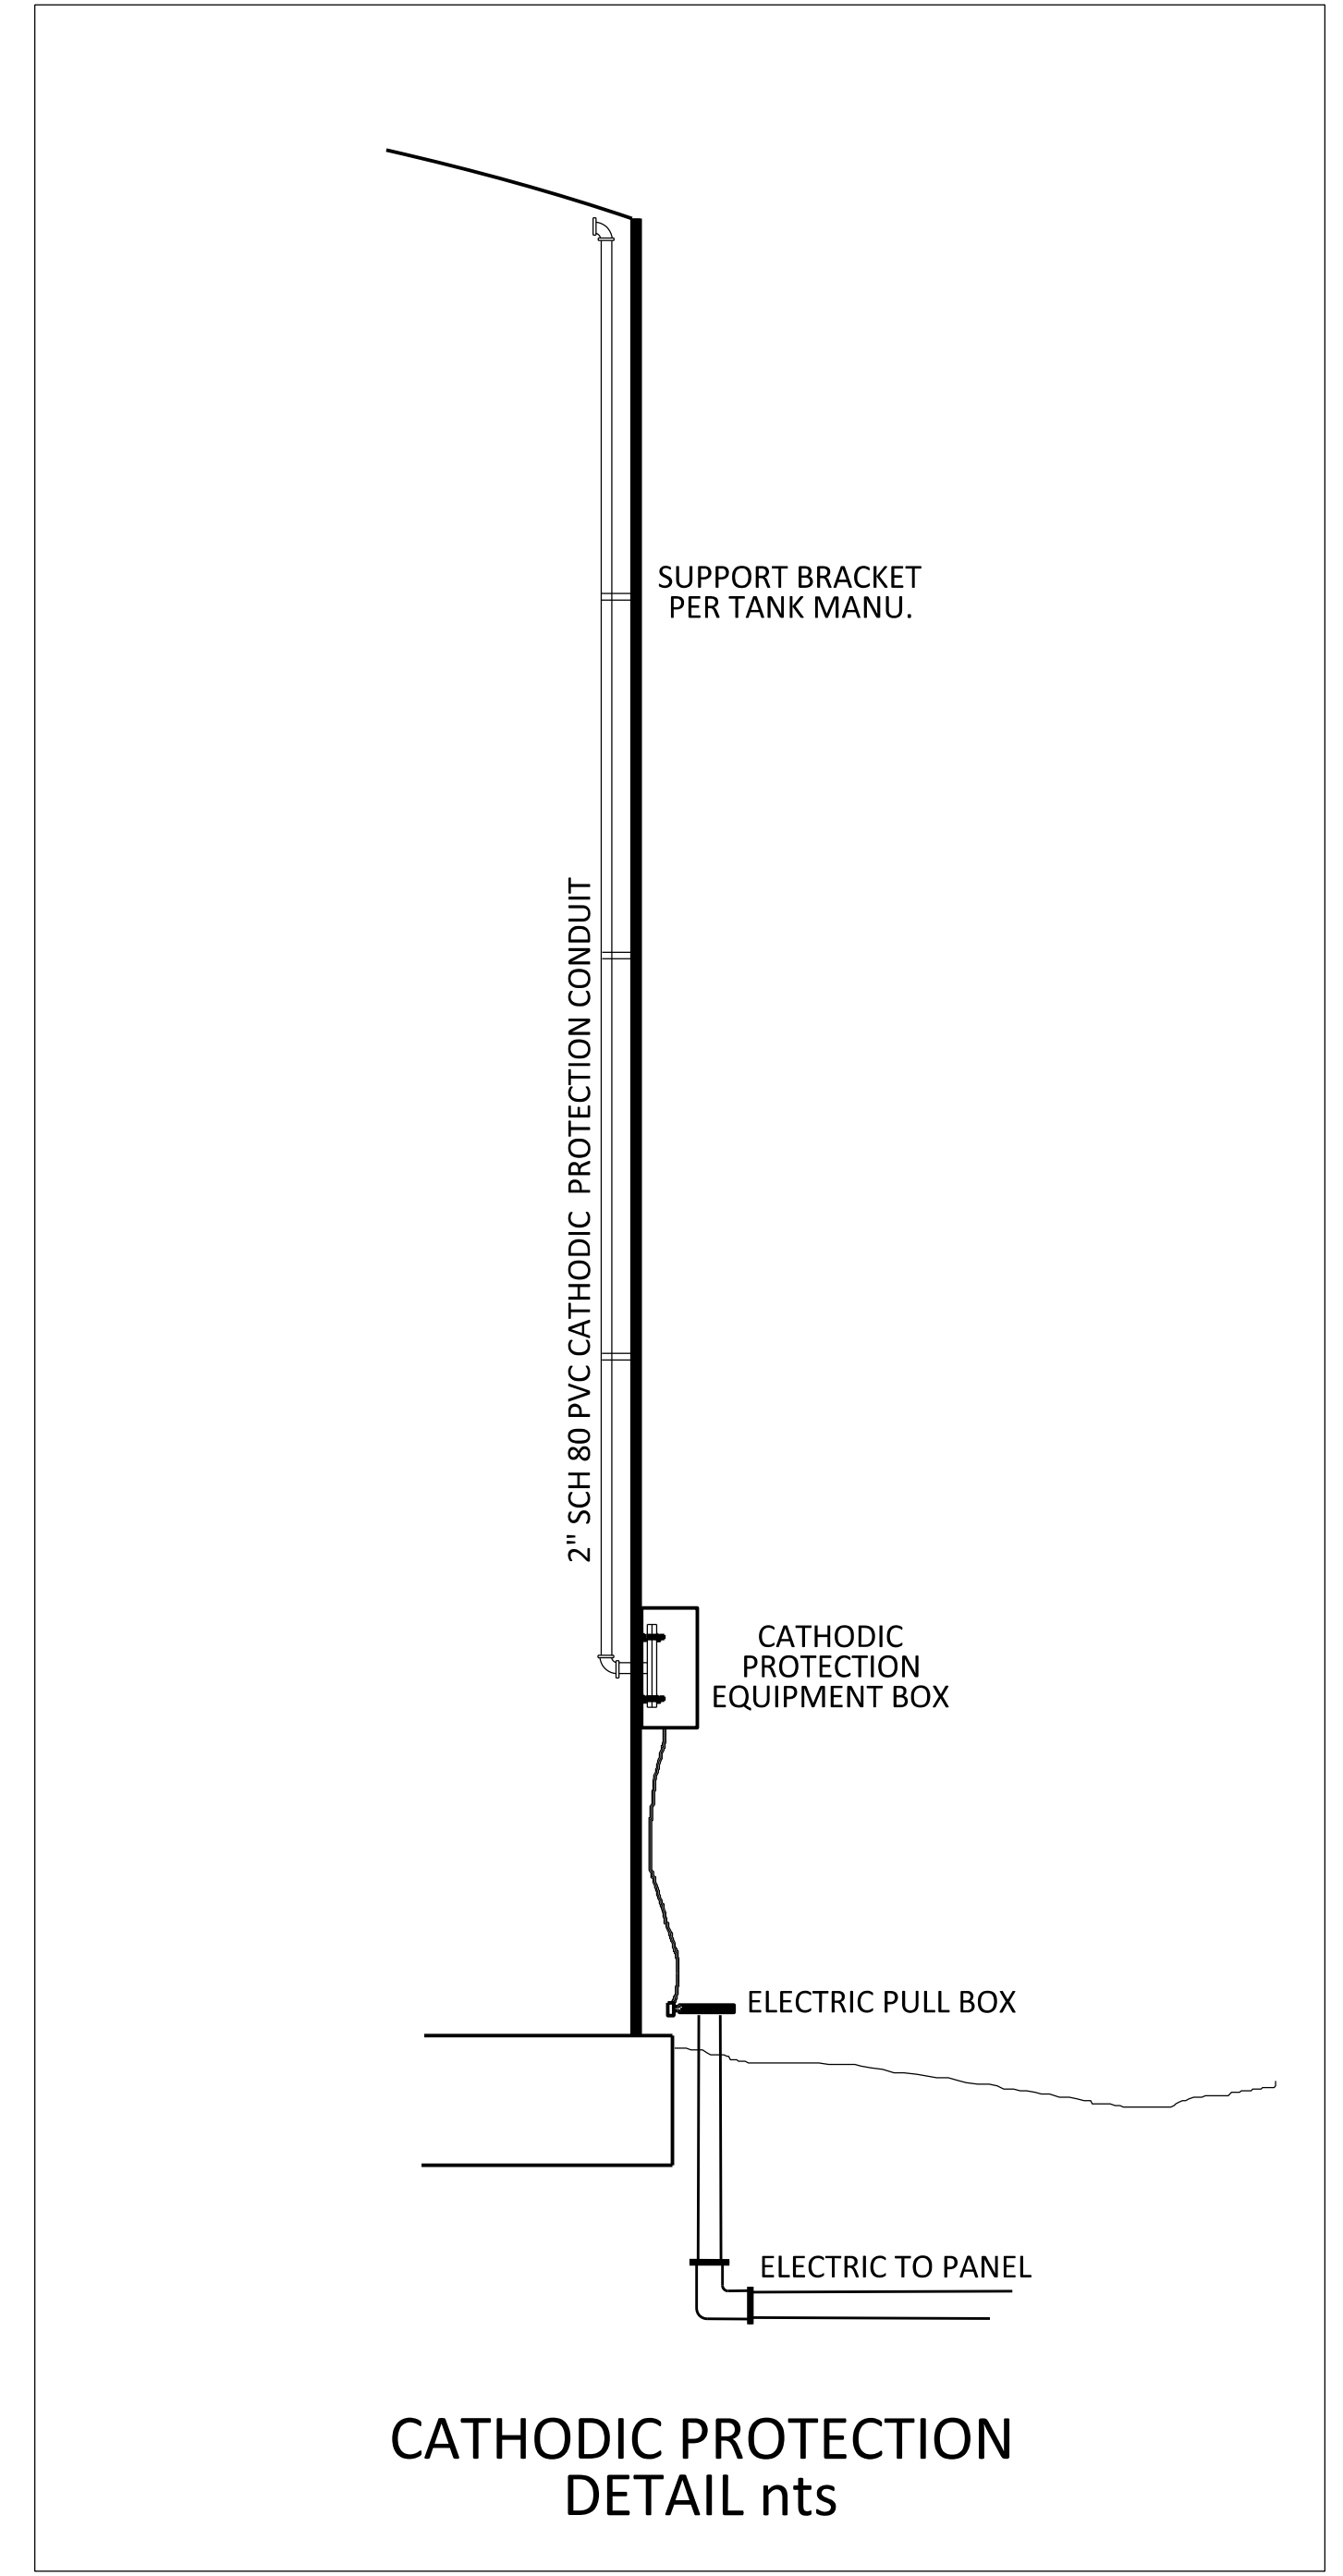 SUPPORT BRACKET
PER TANK MANU.
2" SCH 80 PVC CATHODIC PROTECTION CONDUIT
CATHODIC
PROTECTION
EQUIPMENT BOX
ELECTRIC PULL BOX
ELECTRIC TO PANEL
CATHODIC PROTECTION
DETAIL nts